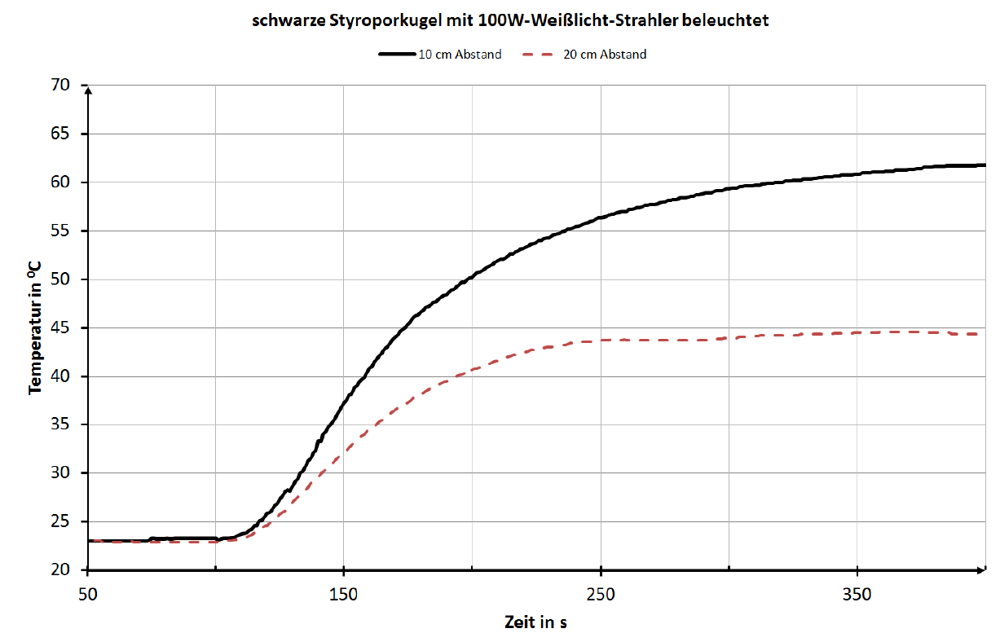 schwarze Styroporkugel mit 100W-Weißlicht-Strahler beleuchtet
10 cm Abstand 20 cm Abstand
70
65
60
55
50
45
40
35
30
25
20
Temperatur in ⁰C
50 150 250 350
Zeit in s